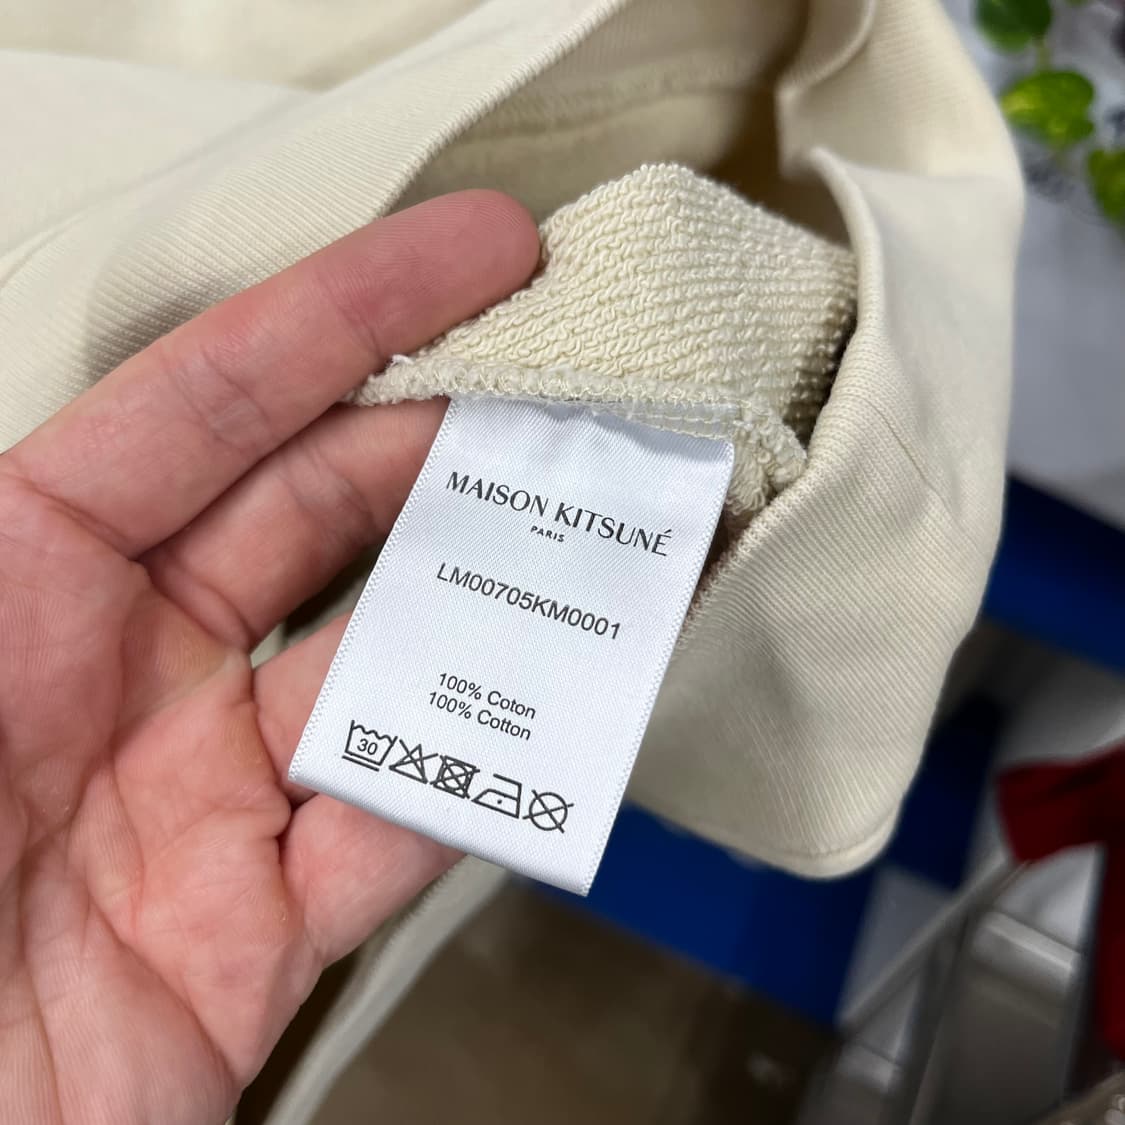 MAISON KITSUNÉ
PARIS
LM00705KM0001
100% Coton
100% Cotton
30